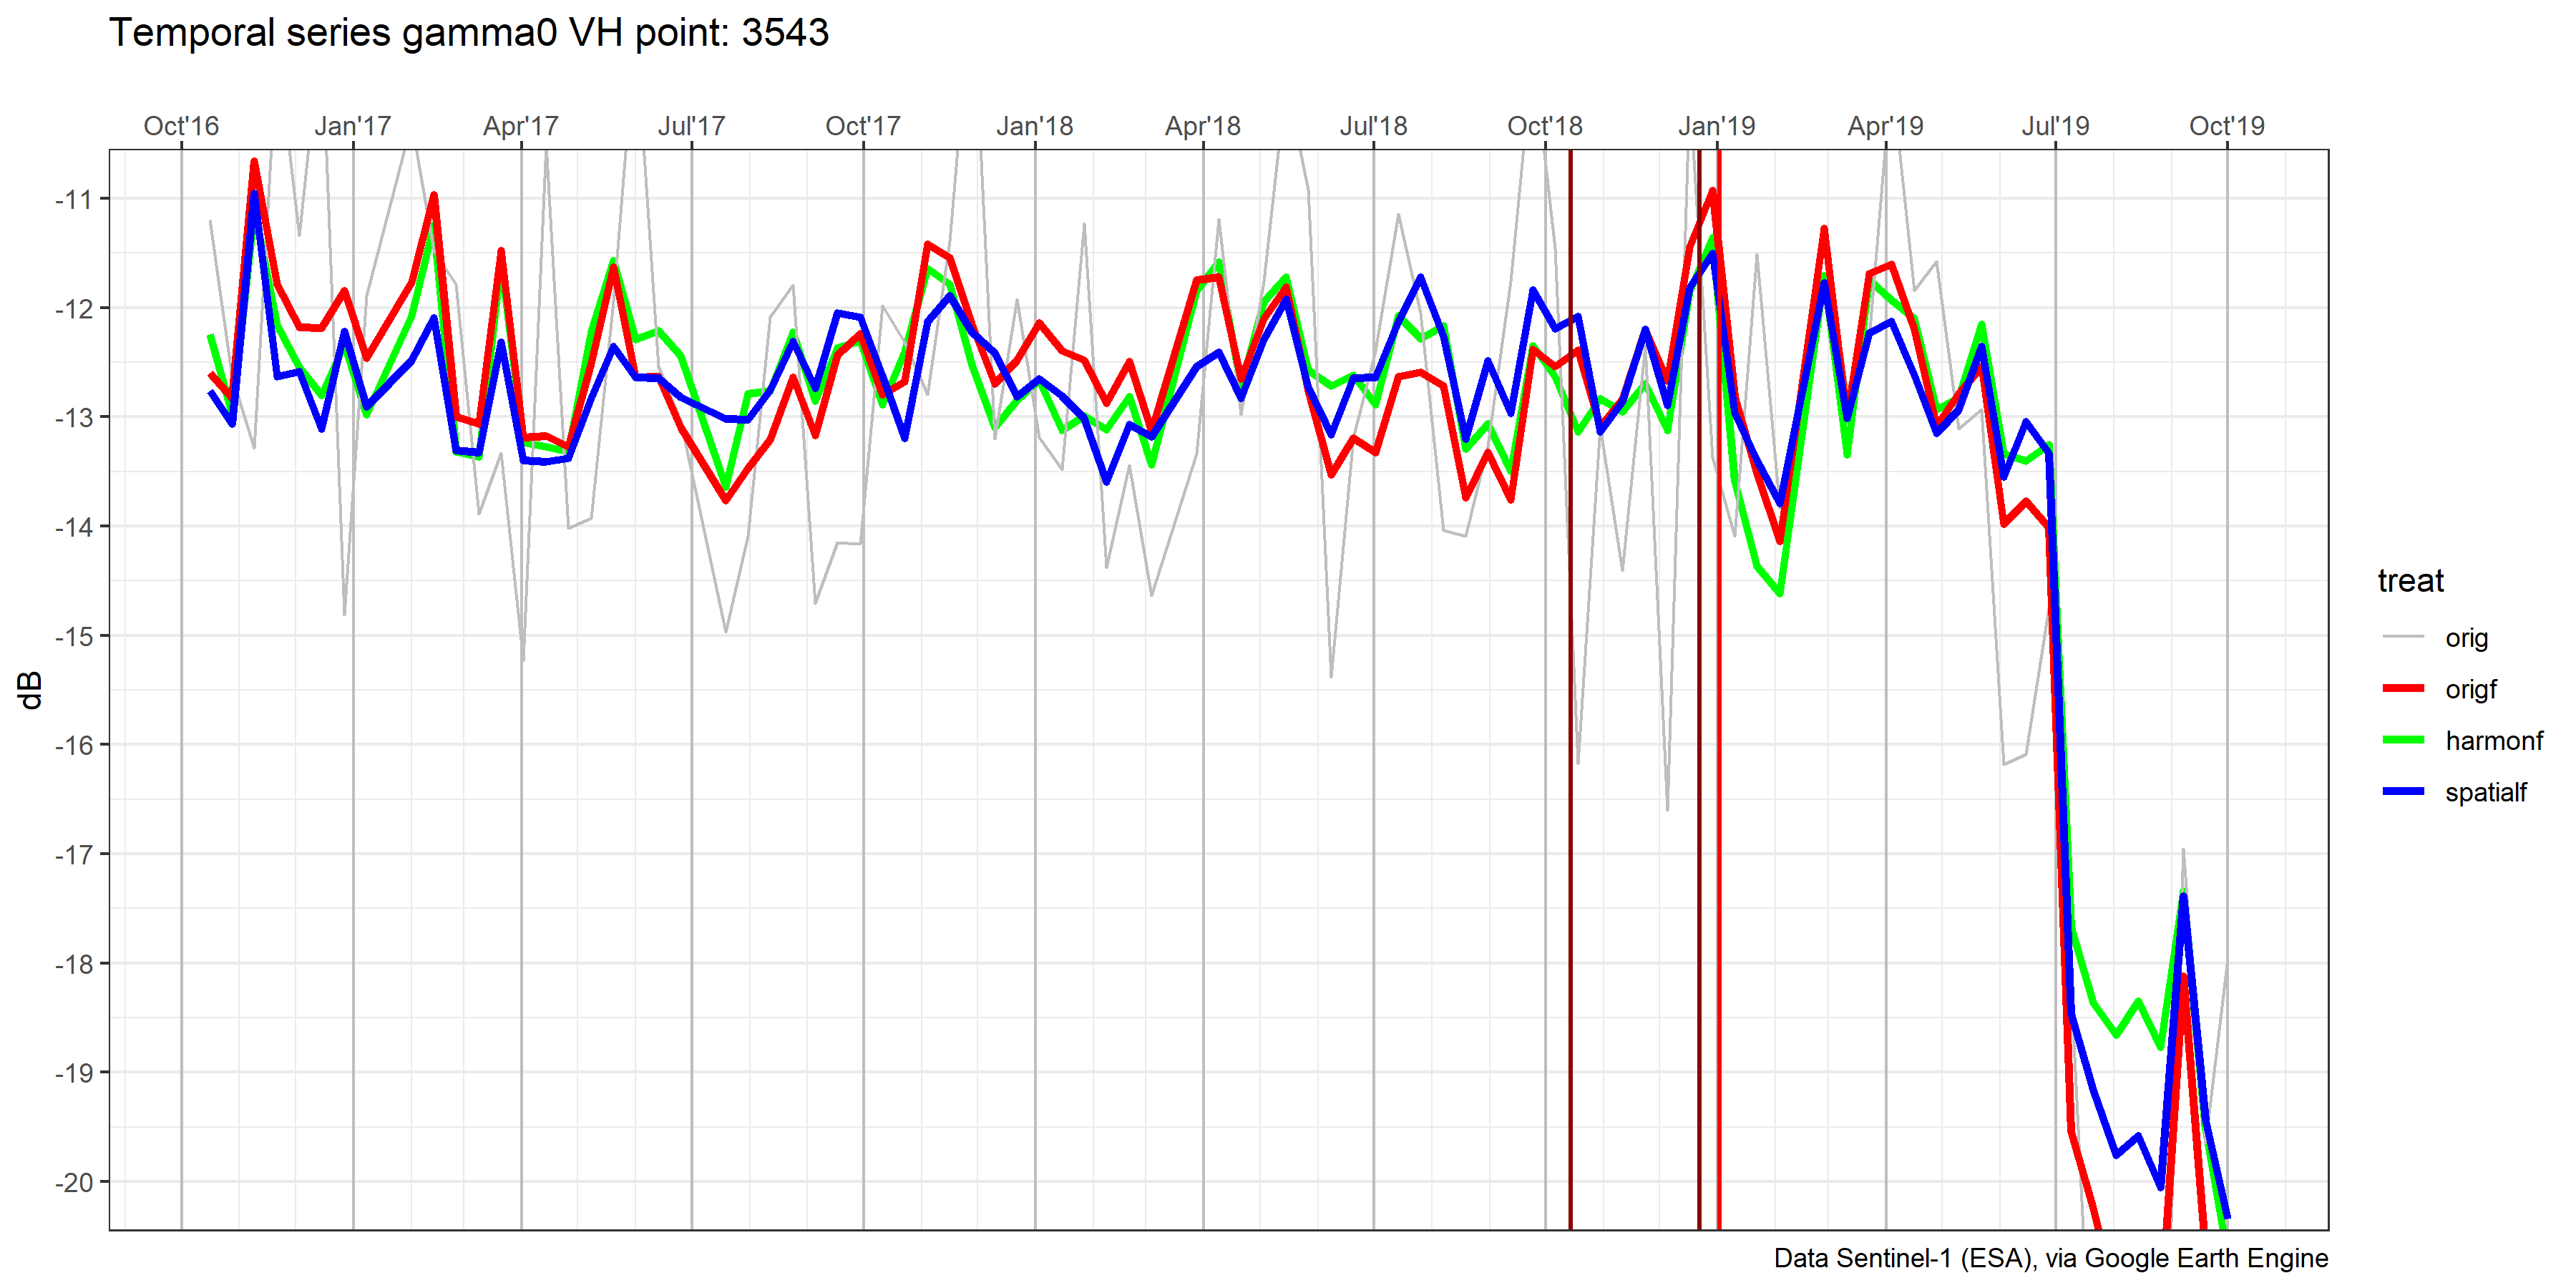 Temporal series gamma0 VH point: 3543
Oct'16 Jan'17 Apr'17 Jul'17 Oct'17 Jan'18 Apr'18 Jul'18 Oct'18 Jan'19 Apr'19 Jul'19 Oct'19
-11
-12
-13
-14
-15
-16
-17
-18
-19
-20
dB
treat
orig
origf
harmonf
spatialf
Data Sentinel-1 (ESA), via Google Earth Engine